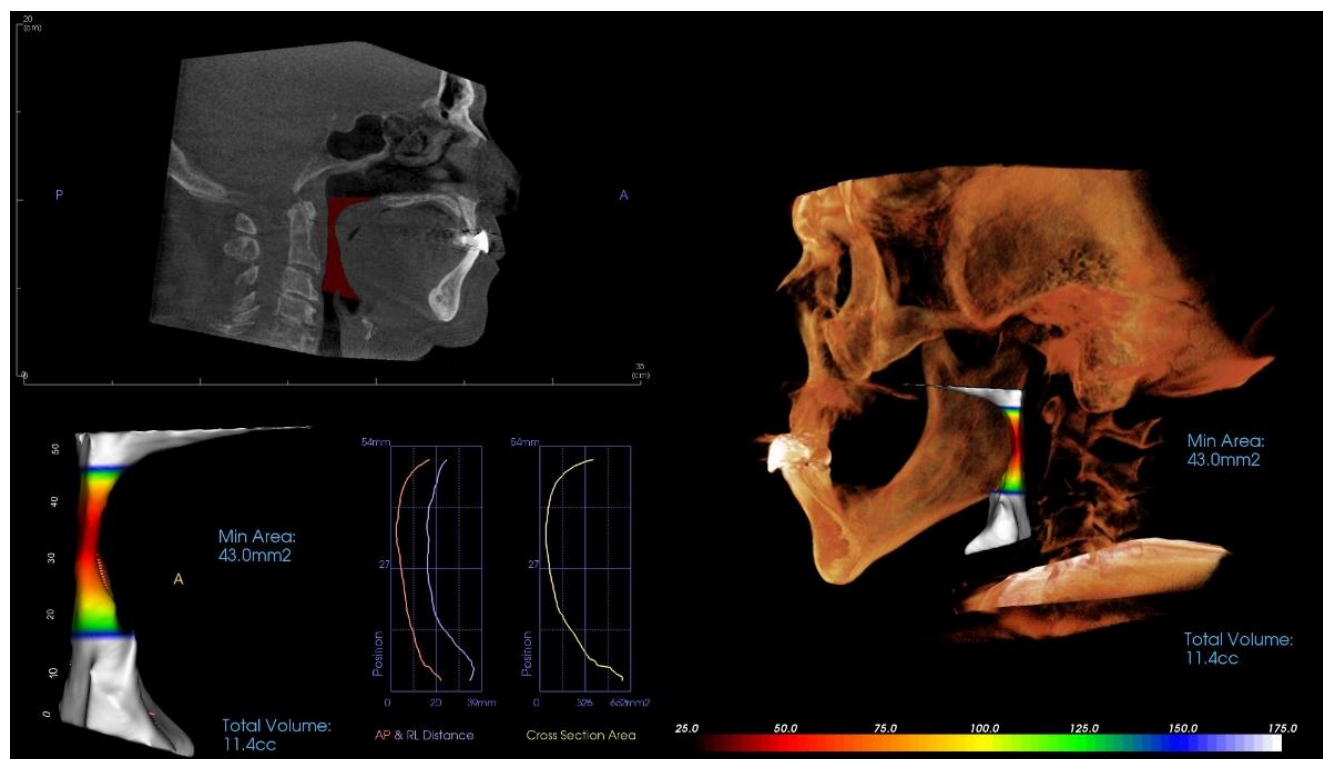 20
(cm)
P
A
0
35
(cm)
50
40
30
20
10
0
Min Area:
43.0mm2
A
Total Volume:
11.4cc
54mm
27
Position
0
20
39mm
AP & RL Distance
54mm
27
Position
0
326
652mm2
Cross Section Area
Min Area:
43.0mm2
Total Volume:
11.4cc
25.0 50.0 75.0 100.0 125.0 150.0 175.0